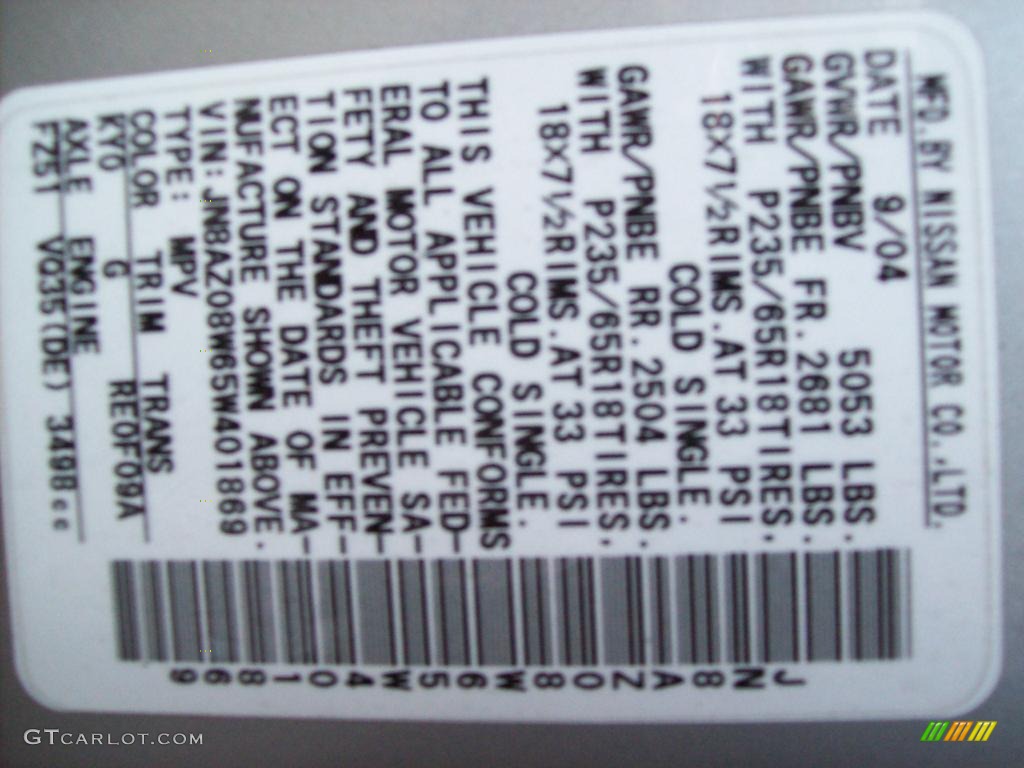 MFD.BY NISSAN MOTOR CO.,LTD.
DATE 9/04
GVWR/PNBV 5053 LBS.
GAWR/PNBE FR.2681 LBS.
WITH P235/65R18TIRES.
18X7½RIMS.AT 33 PSI
COLD SINGLE.
GAWR/PNBE RR.2504 LBS.
WITH P235/65R18TIRES.
18X7½RIMS.AT 33 PSI
COLD SINGLE.
THIS VEHICLE CONFORMS
TO ALL APPLICABLE FED-
ERAL MOTOR VEHICLE SA-
FETY AND THEFT PREVEN-
TION STANDARDS IN EFF-
ECT ON THE DATE OF MA-
NUFACTURE SHOWN ABOVE.
VIN:JN8AZ08W65W401869
TYPE: MPV
COLOR TRIM TRANS
KY0 G RE0F09A
AXLE ENGINE
FZ51 VQ35(DE) 3498cc
JN8AZ08W65W401869
GTCARLOT.COM